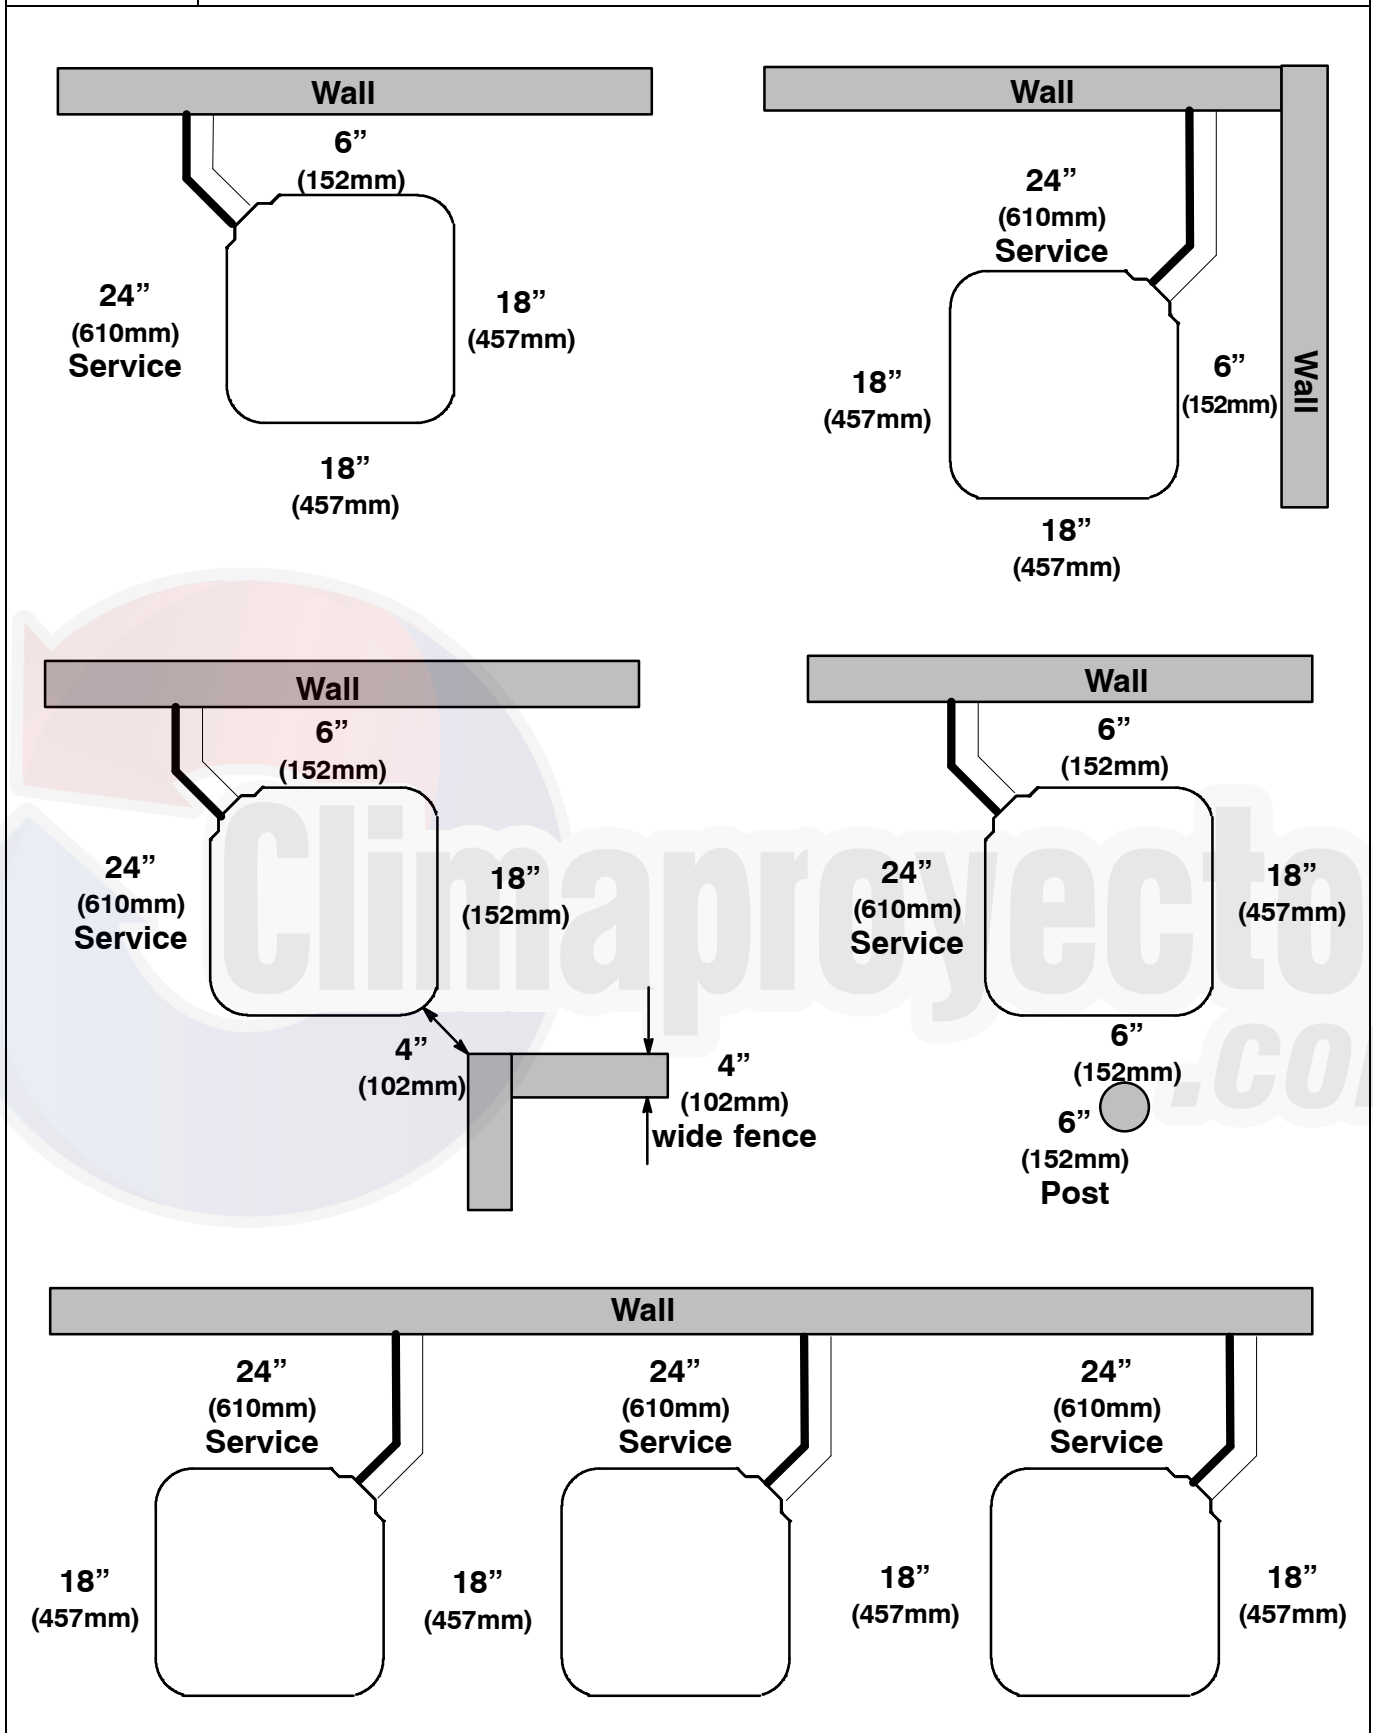 Wall
6”
(152mm)
24”
(610mm)
Service
18”
(457mm)
18”
(457mm)
Wall
24”
(610mm)
Service
18”
(457mm)
6”
(152mm)
Wall
18”
(457mm)
Wall
6”
(152mm)
24”
(610mm)
Service
18”
(152mm)
4”
(102mm)
4”
(102mm)
wide fence
Wall
6”
(152mm)
24”
(610mm)
Service
18”
(457mm)
6”
(152mm)
6”
(152mm)
Post
Climaproyecto
.co
Wall
24”
(610mm)
Service
24”
(610mm)
Service
24”
(610mm)
Service
18”
(457mm)
18”
(457mm)
18”
(457mm)
18”
(457mm)